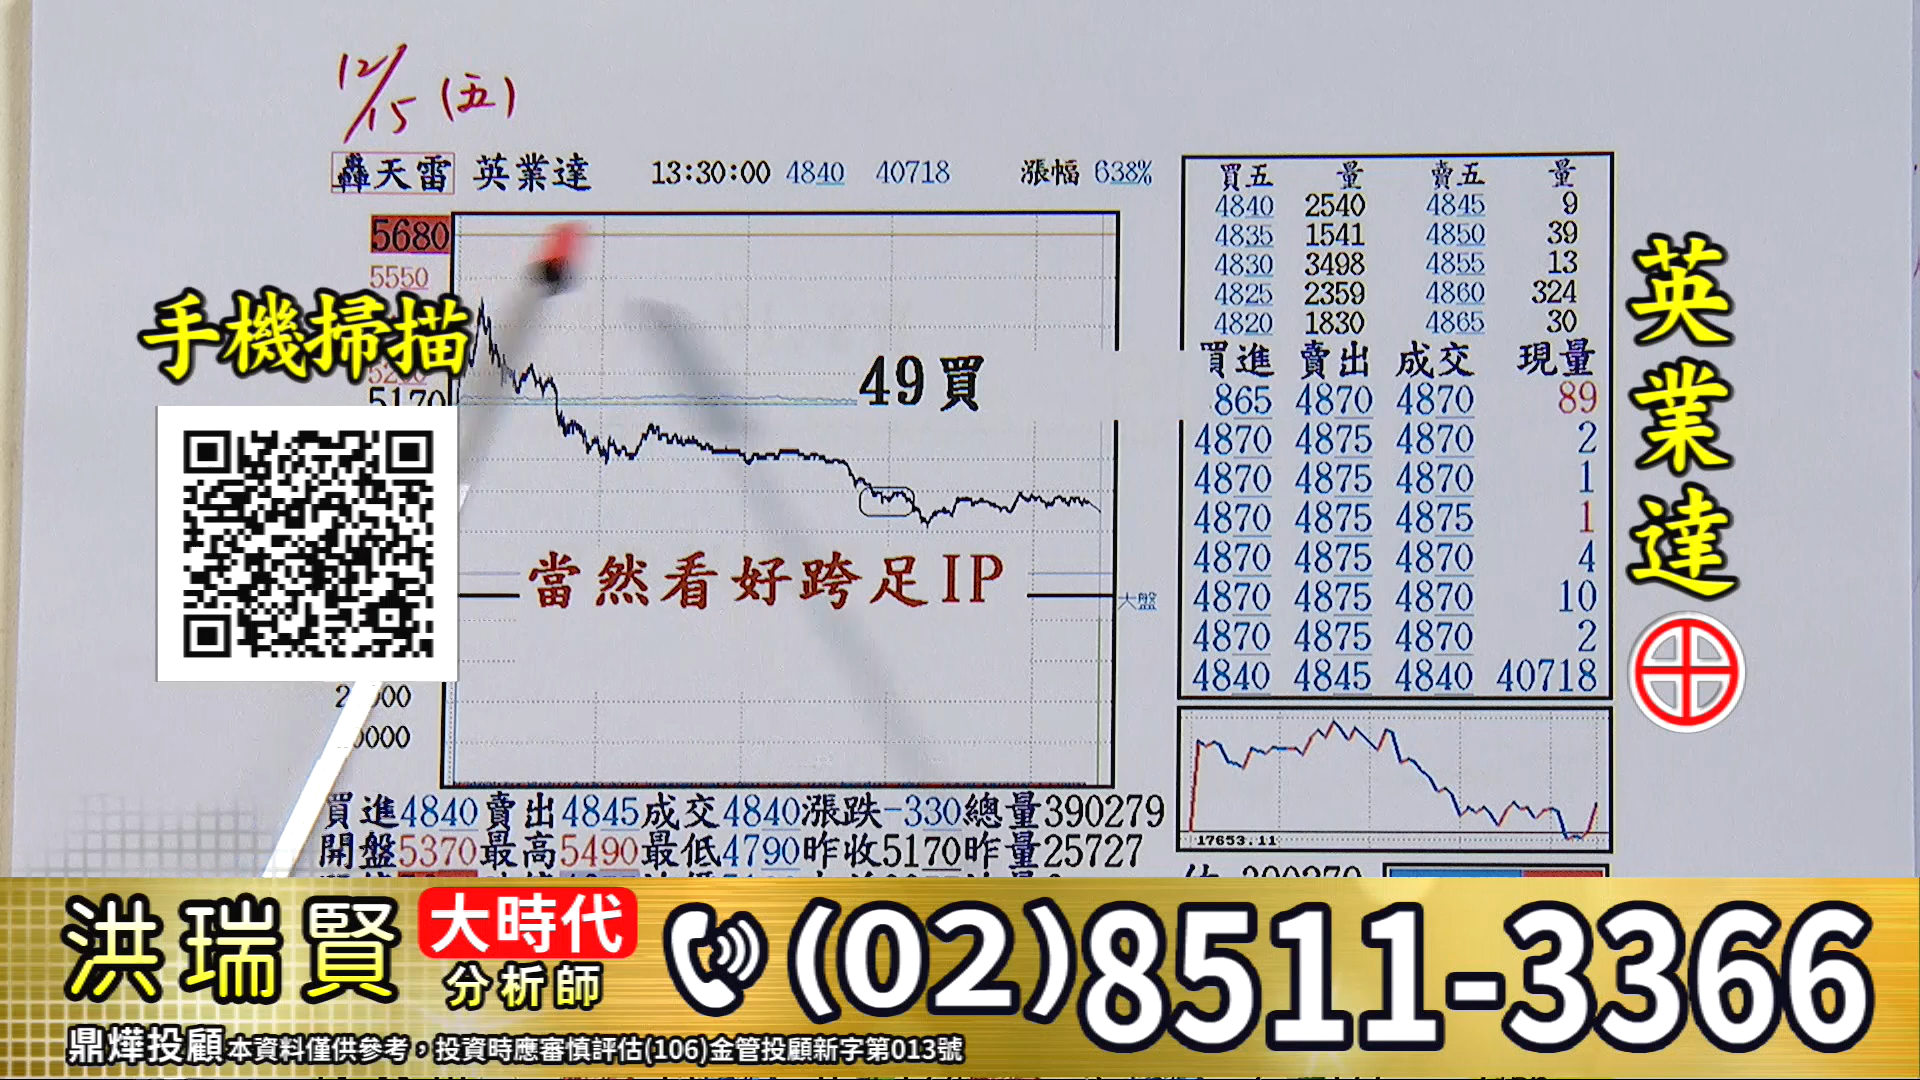 12/15 (五)
轟天雷 英業達 13:30:00 4840 40718 漲幅 638%
5680
5550
5200
5170
手機掃描
49買
當然看好跨足IP
大盤
買五 量 賣五 量
4840 2540 4845 9
4835 1541 4850 39
4830 3498 4855 13
4825 2359 4860 324
4820 1830 4865 30
買進 賣出 成交 現量
865 4870 4870 89
4870 4875 4870 2
4870 4875 4870 1
4870 4875 4875 1
4870 4875 4870 4
4870 4875 4870 10
4870 4875 4870 2
4840 4845 4840 40718
17653.11
英業達
買進4840賣出4845成交4840漲跌-330總量390279
開盤5370最高5490最低4790昨收5170昨量25727
洪瑞賢 大時代 分析師 (02)8511-3366
鼎燁投顧 本資料僅供參考，投資時應審慎評估(106)金管投顧新字第013號